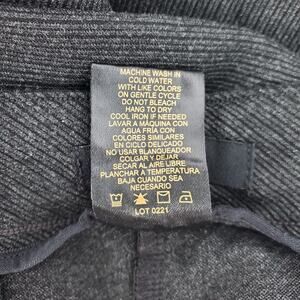 MACHINE WASH IN
COLD WATER
WITH LIKE COLORS
ON GENTLE CYCLE
DO NOT BLEACH
HANG TO DRY
COOL IRON IF NEEDED
LAVAR A MAQUINA CON
AGUA FRÍA CON
COLORES SIMILARES
EN CICLO DELICADO
NO USAR BLANQUEADOR
COLGAR Y DEJAR
SECAR AL AIRE LIBRE
PLANCHAR A TEMPERATURA
BAJA CUANDO SEA
NECESARIO
LOT 0221